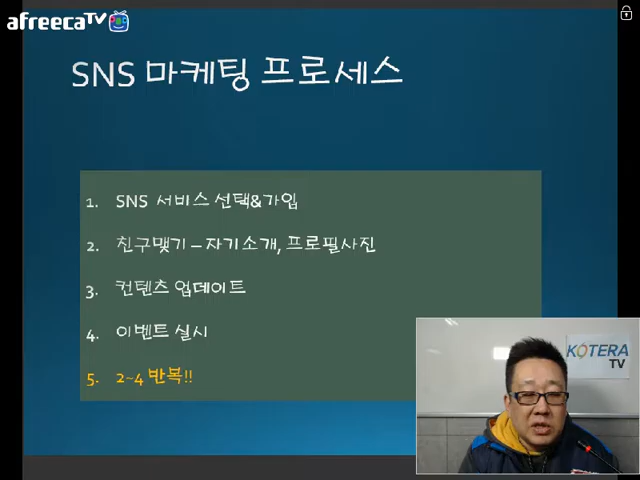 afreecaTV
SNS 마케팅 프로세스
1. SNS 서비스 선택&가입
2. 친구맺기 – 자기소개, 프로필사진
3. 컨텐츠 업데이트
4. 이벤트 실시
5. 2~4 반복!!
KOTERA
TV